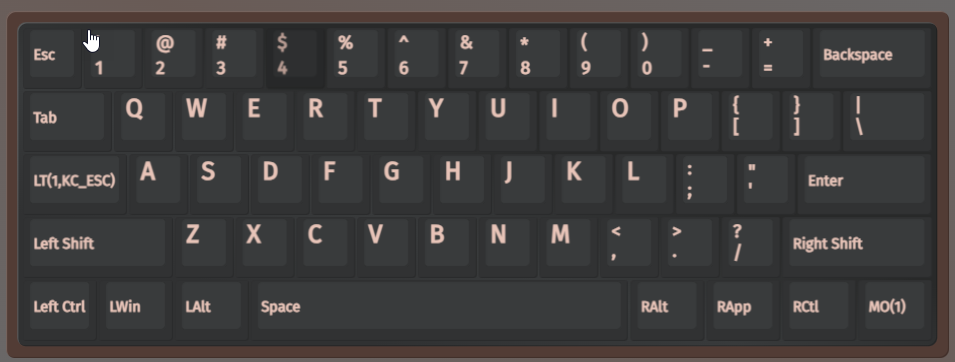 Esc 1 @ 2 # 3 $ 4 % 5 ^ 6 & 7 * 8 ( 9 ) 0 _ - + = Backspace
Tab Q W E R T Y U I O P { [ } ] | \
LT(1,KC_ESC) A S D F G H J K L : ; " ' Enter
Left Shift Z X C V B N M < , > . ? / Right Shift
Left Ctrl LWin LAlt Space RAlt RApp RCtl MO(1)